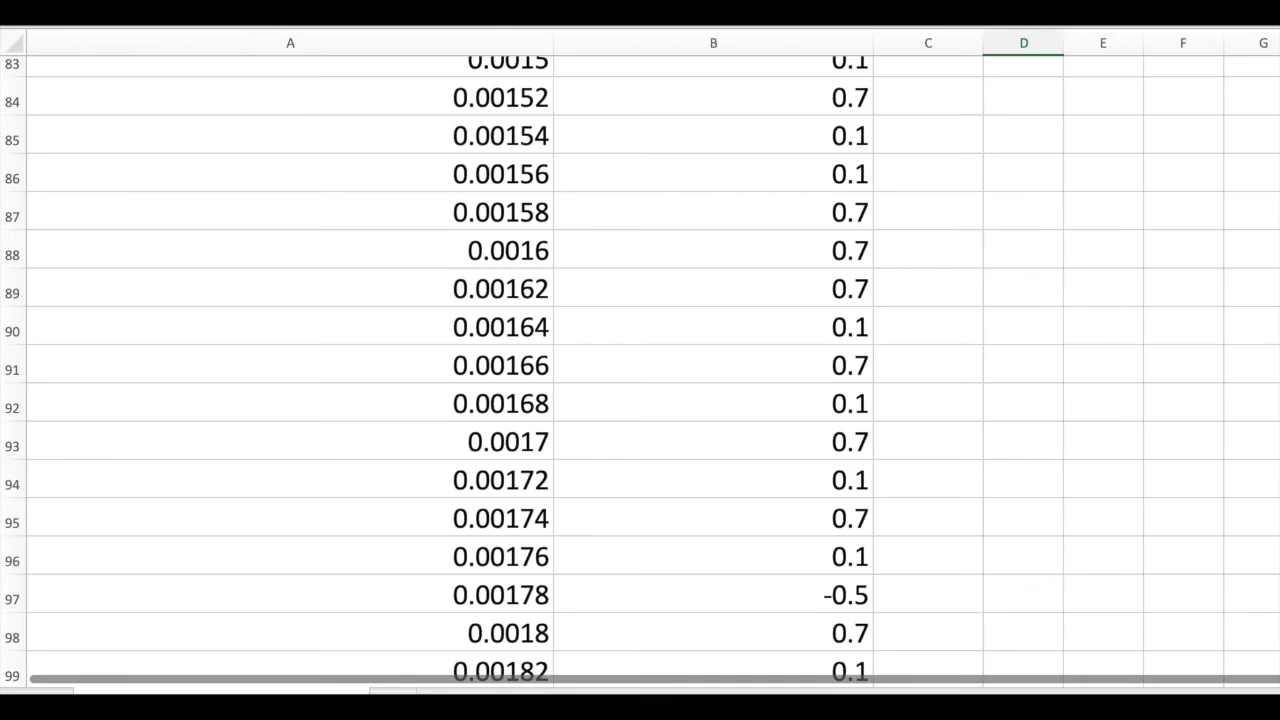 A B C D E F G
83 0.0015 0.1
84 0.00152 0.7
85 0.00154 0.1
86 0.00156 0.1
87 0.00158 0.7
88 0.0016 0.7
89 0.00162 0.7
90 0.00164 0.1
91 0.00166 0.7
92 0.00168 0.1
93 0.0017 0.7
94 0.00172 0.1
95 0.00174 0.7
96 0.00176 0.1
97 0.00178 -0.5
98 0.0018 0.7
99 0.00182 0.1